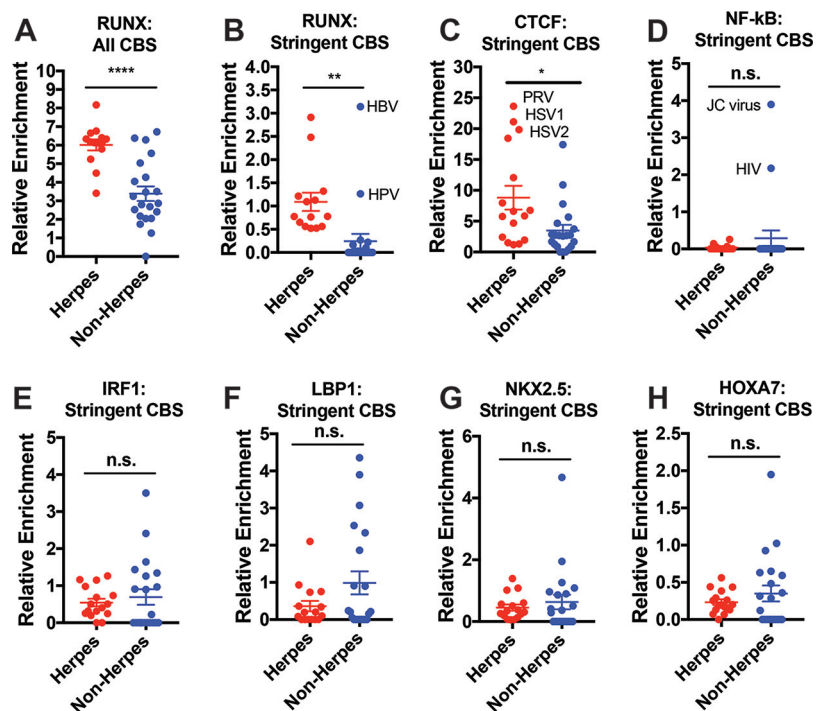 A
RUNX:
All CBS
****
Relative Enrichment
10
9
8
7
6
5
4
3
2
1
0
Herpes
Non-Herpes
B
RUNX:
Stringent CBS
**
HBV
HPV
Relative Enrichment
4.0
3.5
3.0
2.5
2.0
1.5
1.0
0.5
0.0
Herpes
Non-Herpes
C
CTCF:
Stringent CBS
*
PRV
HSV1
HSV2
Relative Enrichment
30
25
20
15
10
5
0
Herpes
Non-Herpes
D
NF-kB:
Stringent CBS
n.s.
JC virus
HIV
Relative Enrichment
5
4
3
2
1
0
Herpes
Non-Herpes
E
IRF1:
Stringent CBS
n.s.
Relative Enrichment
5
4
3
2
1
0
Herpes
Non-Herpes
F
LBP1:
Stringent CBS
n.s.
Relative Enrichment
5
4
3
2
1
0
Herpes
Non-Herpes
G
NKX2.5:
Stringent CBS
n.s.
Relative Enrichment
6
4
2
0
Herpes
Non-Herpes
H
HOXA7:
Stringent CBS
n.s.
Relative Enrichment
2.5
2.0
1.5
1.0
0.5
0.0
Herpes
Non-Herpes